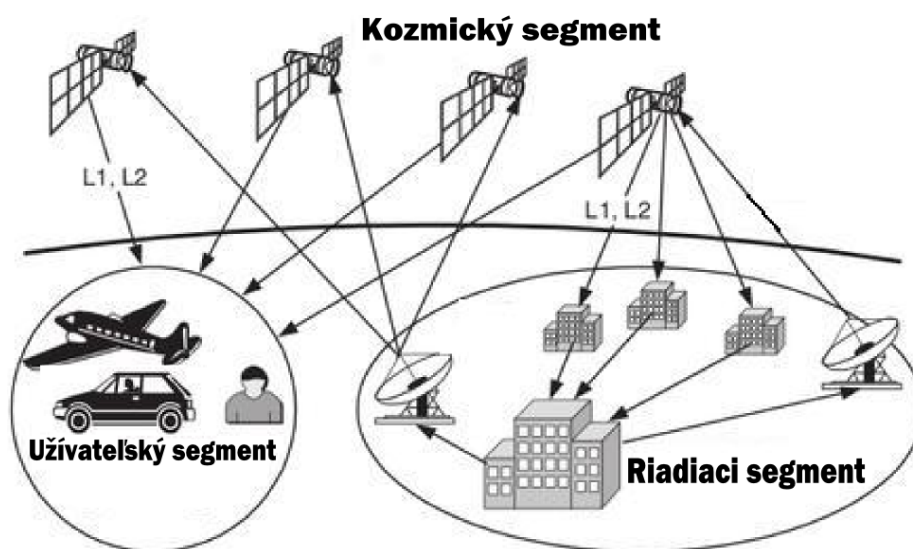 Kozmický segment
L1, L2
L1, L2
Užívateľský segment
Riadiaci segment